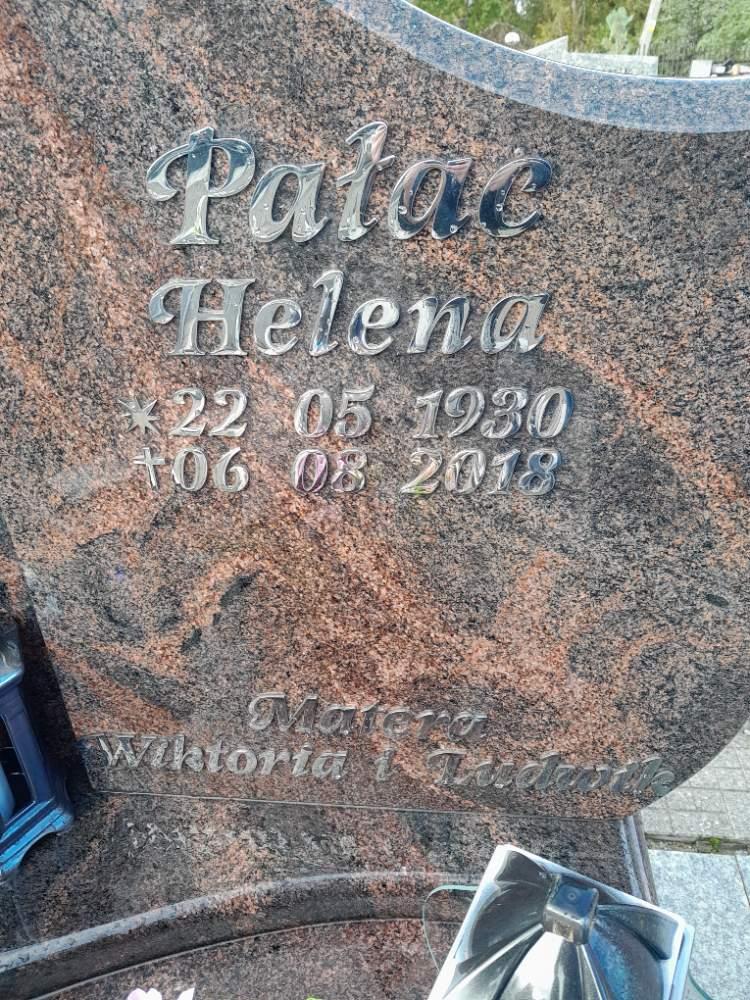 Pałac
Helena
* 22 05 1930
† 06 08 2018
Matera
Wiktoria i Ludwik